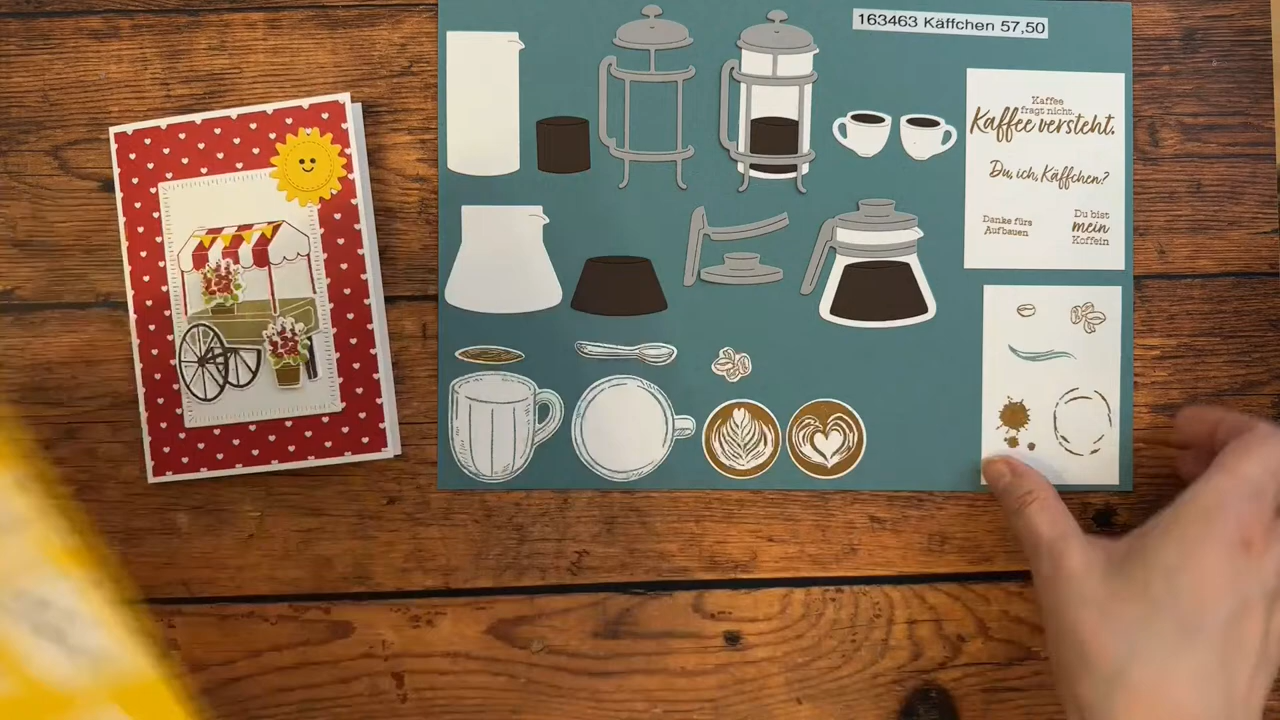 163463 Käffchen 57,50
Kaffee
fragt nicht.
Kaffee versteht.
Du, ich, Käffchen?
Danke fürs
Aufbauen
Du bist
mein
Koffein